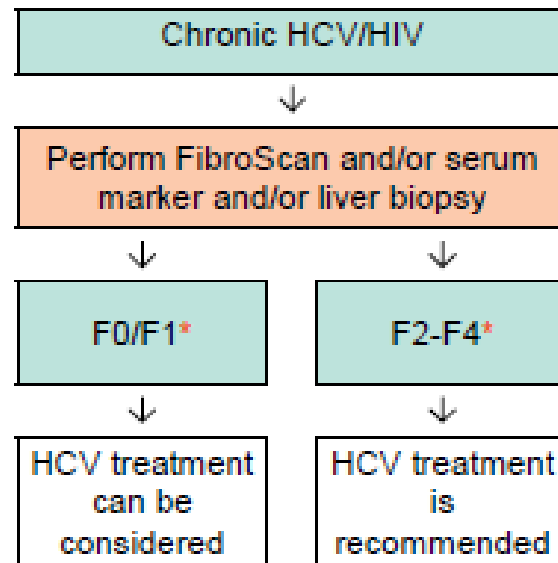 Chronic HCV/HIV
↓
Perform FibroScan and/or serum
marker and/or liver biopsy
↓ ↓
F0/F1* F2-F4*
↓ ↓
HCV treatment
can be
considered
HCV treatment
is
recommended